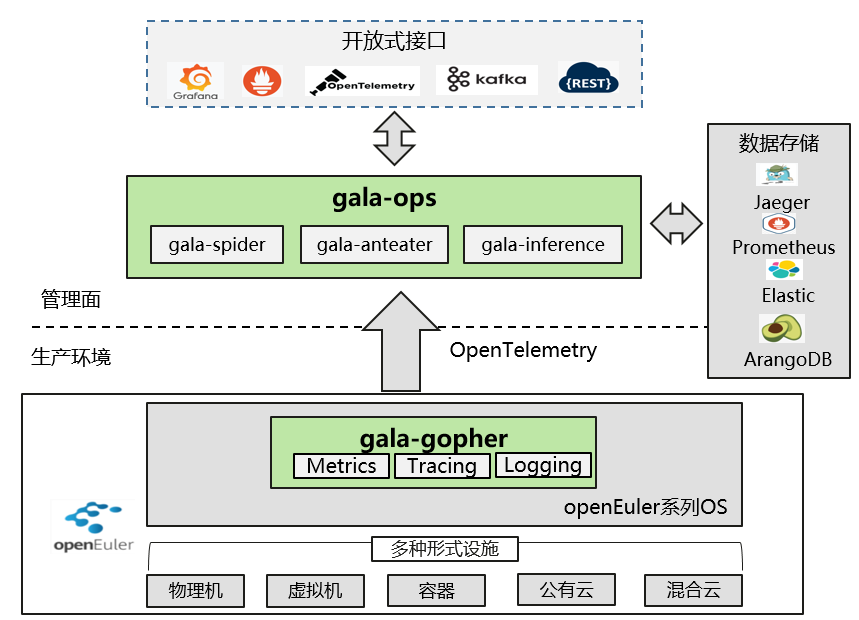 开放式接口
Grafana
OpenTelemetry
kafka
{REST}
gala-ops
gala-spider
gala-anteater
gala-inference
数据存储
Jaeger
Prometheus
Elastic
ArangoDB
管理面
生产环境
OpenTelemetry
gala-gopher
Metrics
Tracing
Logging
openEuler系列OS
openEuler
多种形式设施
物理机
虚拟机
容器
公有云
混合云